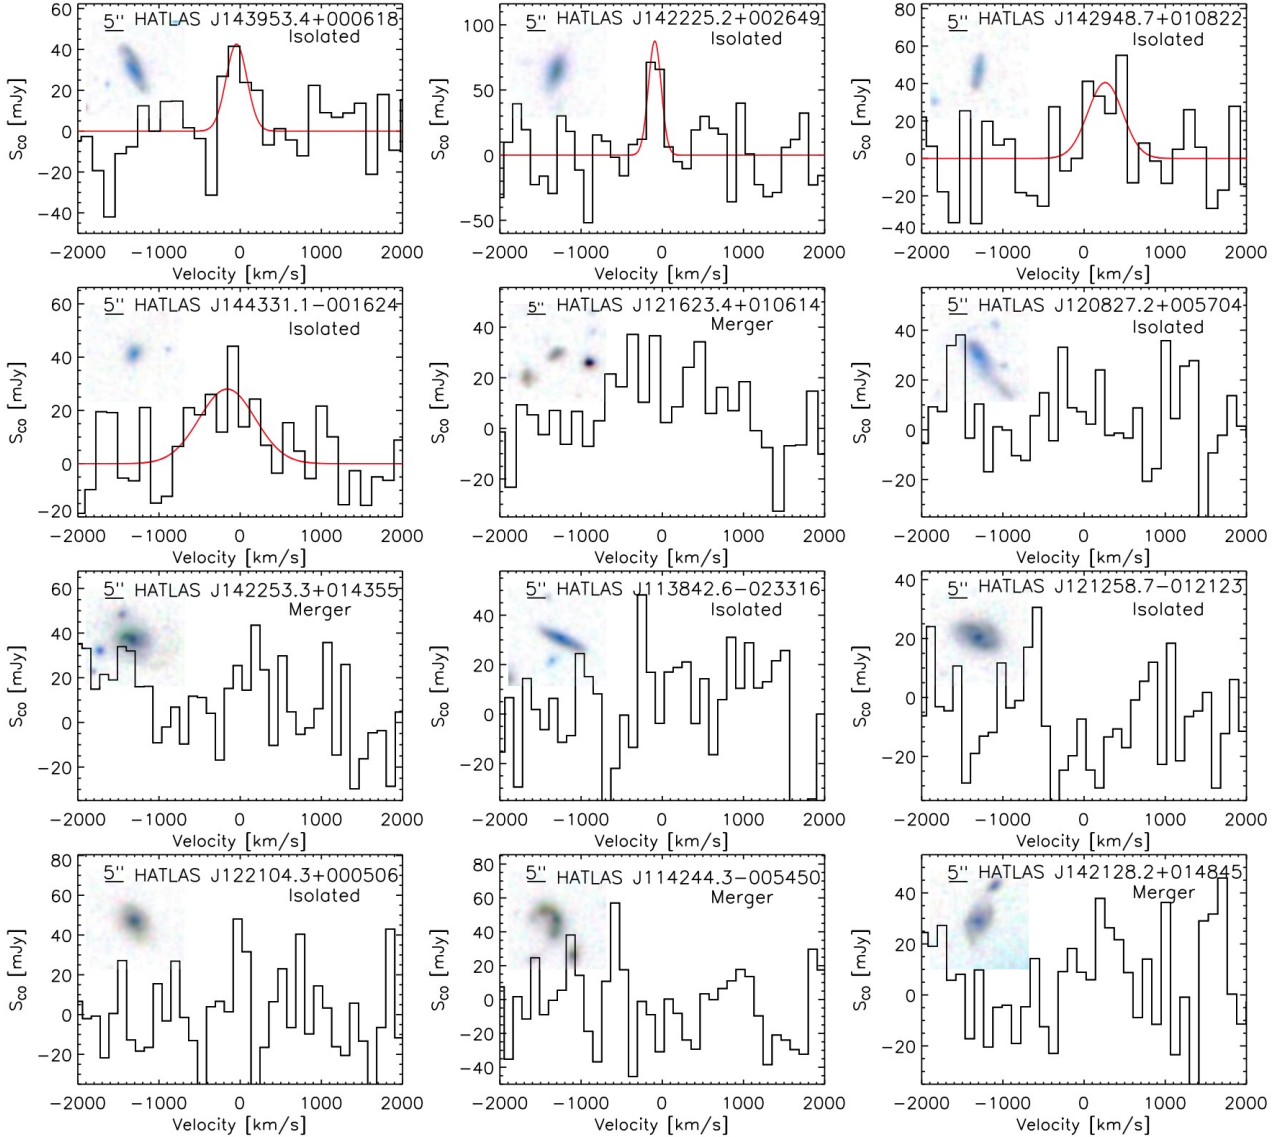 5'' HATLAS J143953.4+000618
Isolated
60
40
20
0
−20
−40
S_CO [mJy]
−2000 −1000 0 1000 2000
Velocity [km/s]
5'' HATLAS J142225.2+002649
Isolated
100
50
0
−50
S_CO [mJy]
−2000 −1000 0 1000 2000
Velocity [km/s]
5'' HATLAS J142948.7+010822
Isolated
80
60
40
20
0
−20
−40
S_CO [mJy]
−2000 −1000 0 1000 2000
Velocity [km/s]
5'' HATLAS J144331.1−001624
Isolated
60
40
20
0
−20
S_CO [mJy]
−2000 −1000 0 1000 2000
Velocity [km/s]
5'' HATLAS J121623.4+010614
Merger
40
20
0
−20
S_CO [mJy]
−2000 −1000 0 1000 2000
Velocity [km/s]
5'' HATLAS J120827.2+005704
Isolated
40
20
0
−20
S_CO [mJy]
−2000 −1000 0 1000 2000
Velocity [km/s]
5'' HATLAS J142253.3+014355
Merger
60
40
20
0
−20
S_CO [mJy]
−2000 −1000 0 1000 2000
Velocity [km/s]
5'' HATLAS J113842.6−023316
Isolated
40
20
0
−20
S_CO [mJy]
−2000 −1000 0 1000 2000
Velocity [km/s]
5'' HATLAS J121258.7−012123
Isolated
40
20
0
−20
S_CO [mJy]
−2000 −1000 0 1000 2000
Velocity [km/s]
5'' HATLAS J122104.3+000506
Isolated
80
60
40
20
0
−20
S_CO [mJy]
−2000 −1000 0 1000 2000
Velocity [km/s]
5'' HATLAS J114244.3−005450
Merger
80
60
40
20
0
−20
−40
S_CO [mJy]
−2000 −1000 0 1000 2000
Velocity [km/s]
5'' HATLAS J142128.2+014845
Merger
40
20
0
−20
S_CO [mJy]
−2000 −1000 0 1000 2000
Velocity [km/s]